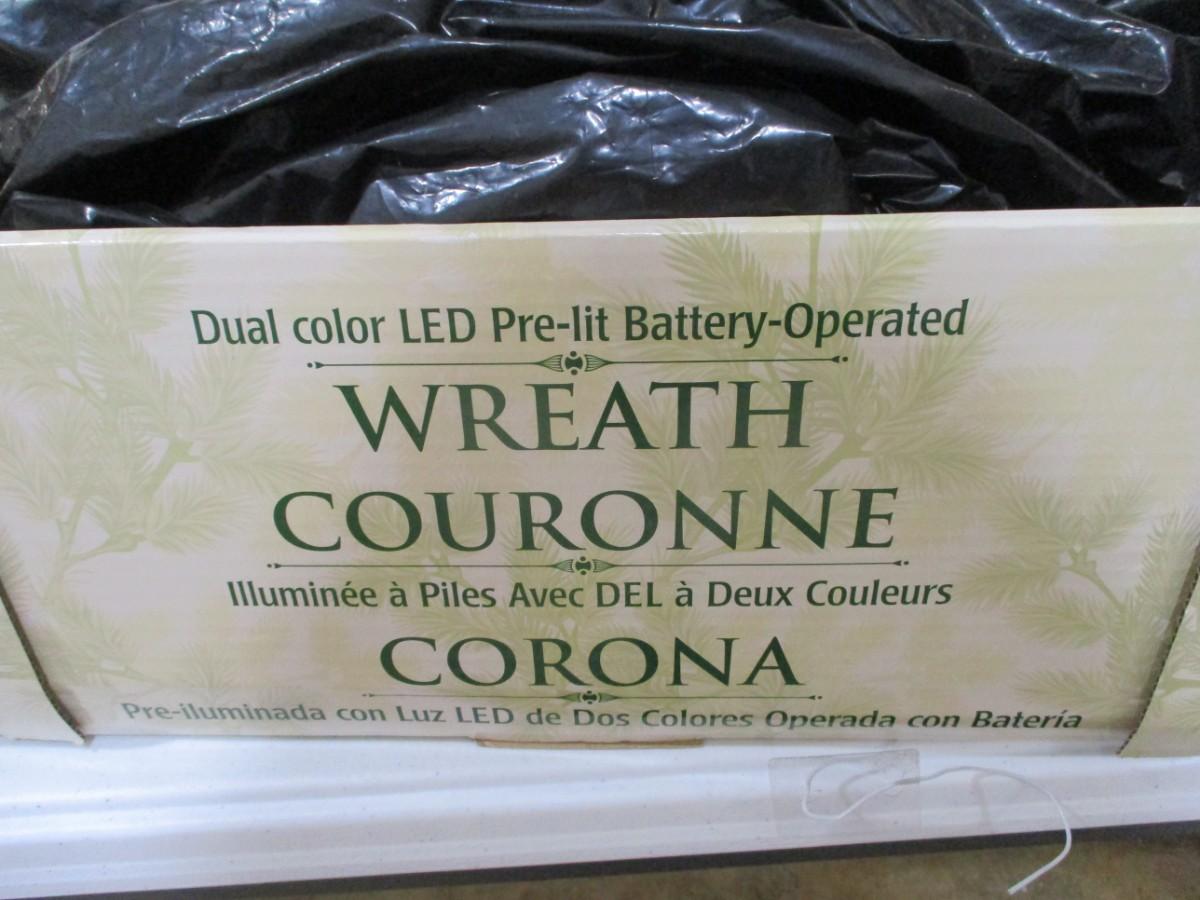 Dual color LED Pre-lit Battery-Operated
WREATH
COURONNE
Illuminée à Piles Avec DEL à Deux Couleurs
CORONA
Pre-iluminada con Luz LED de Dos Colores Operada con Batería